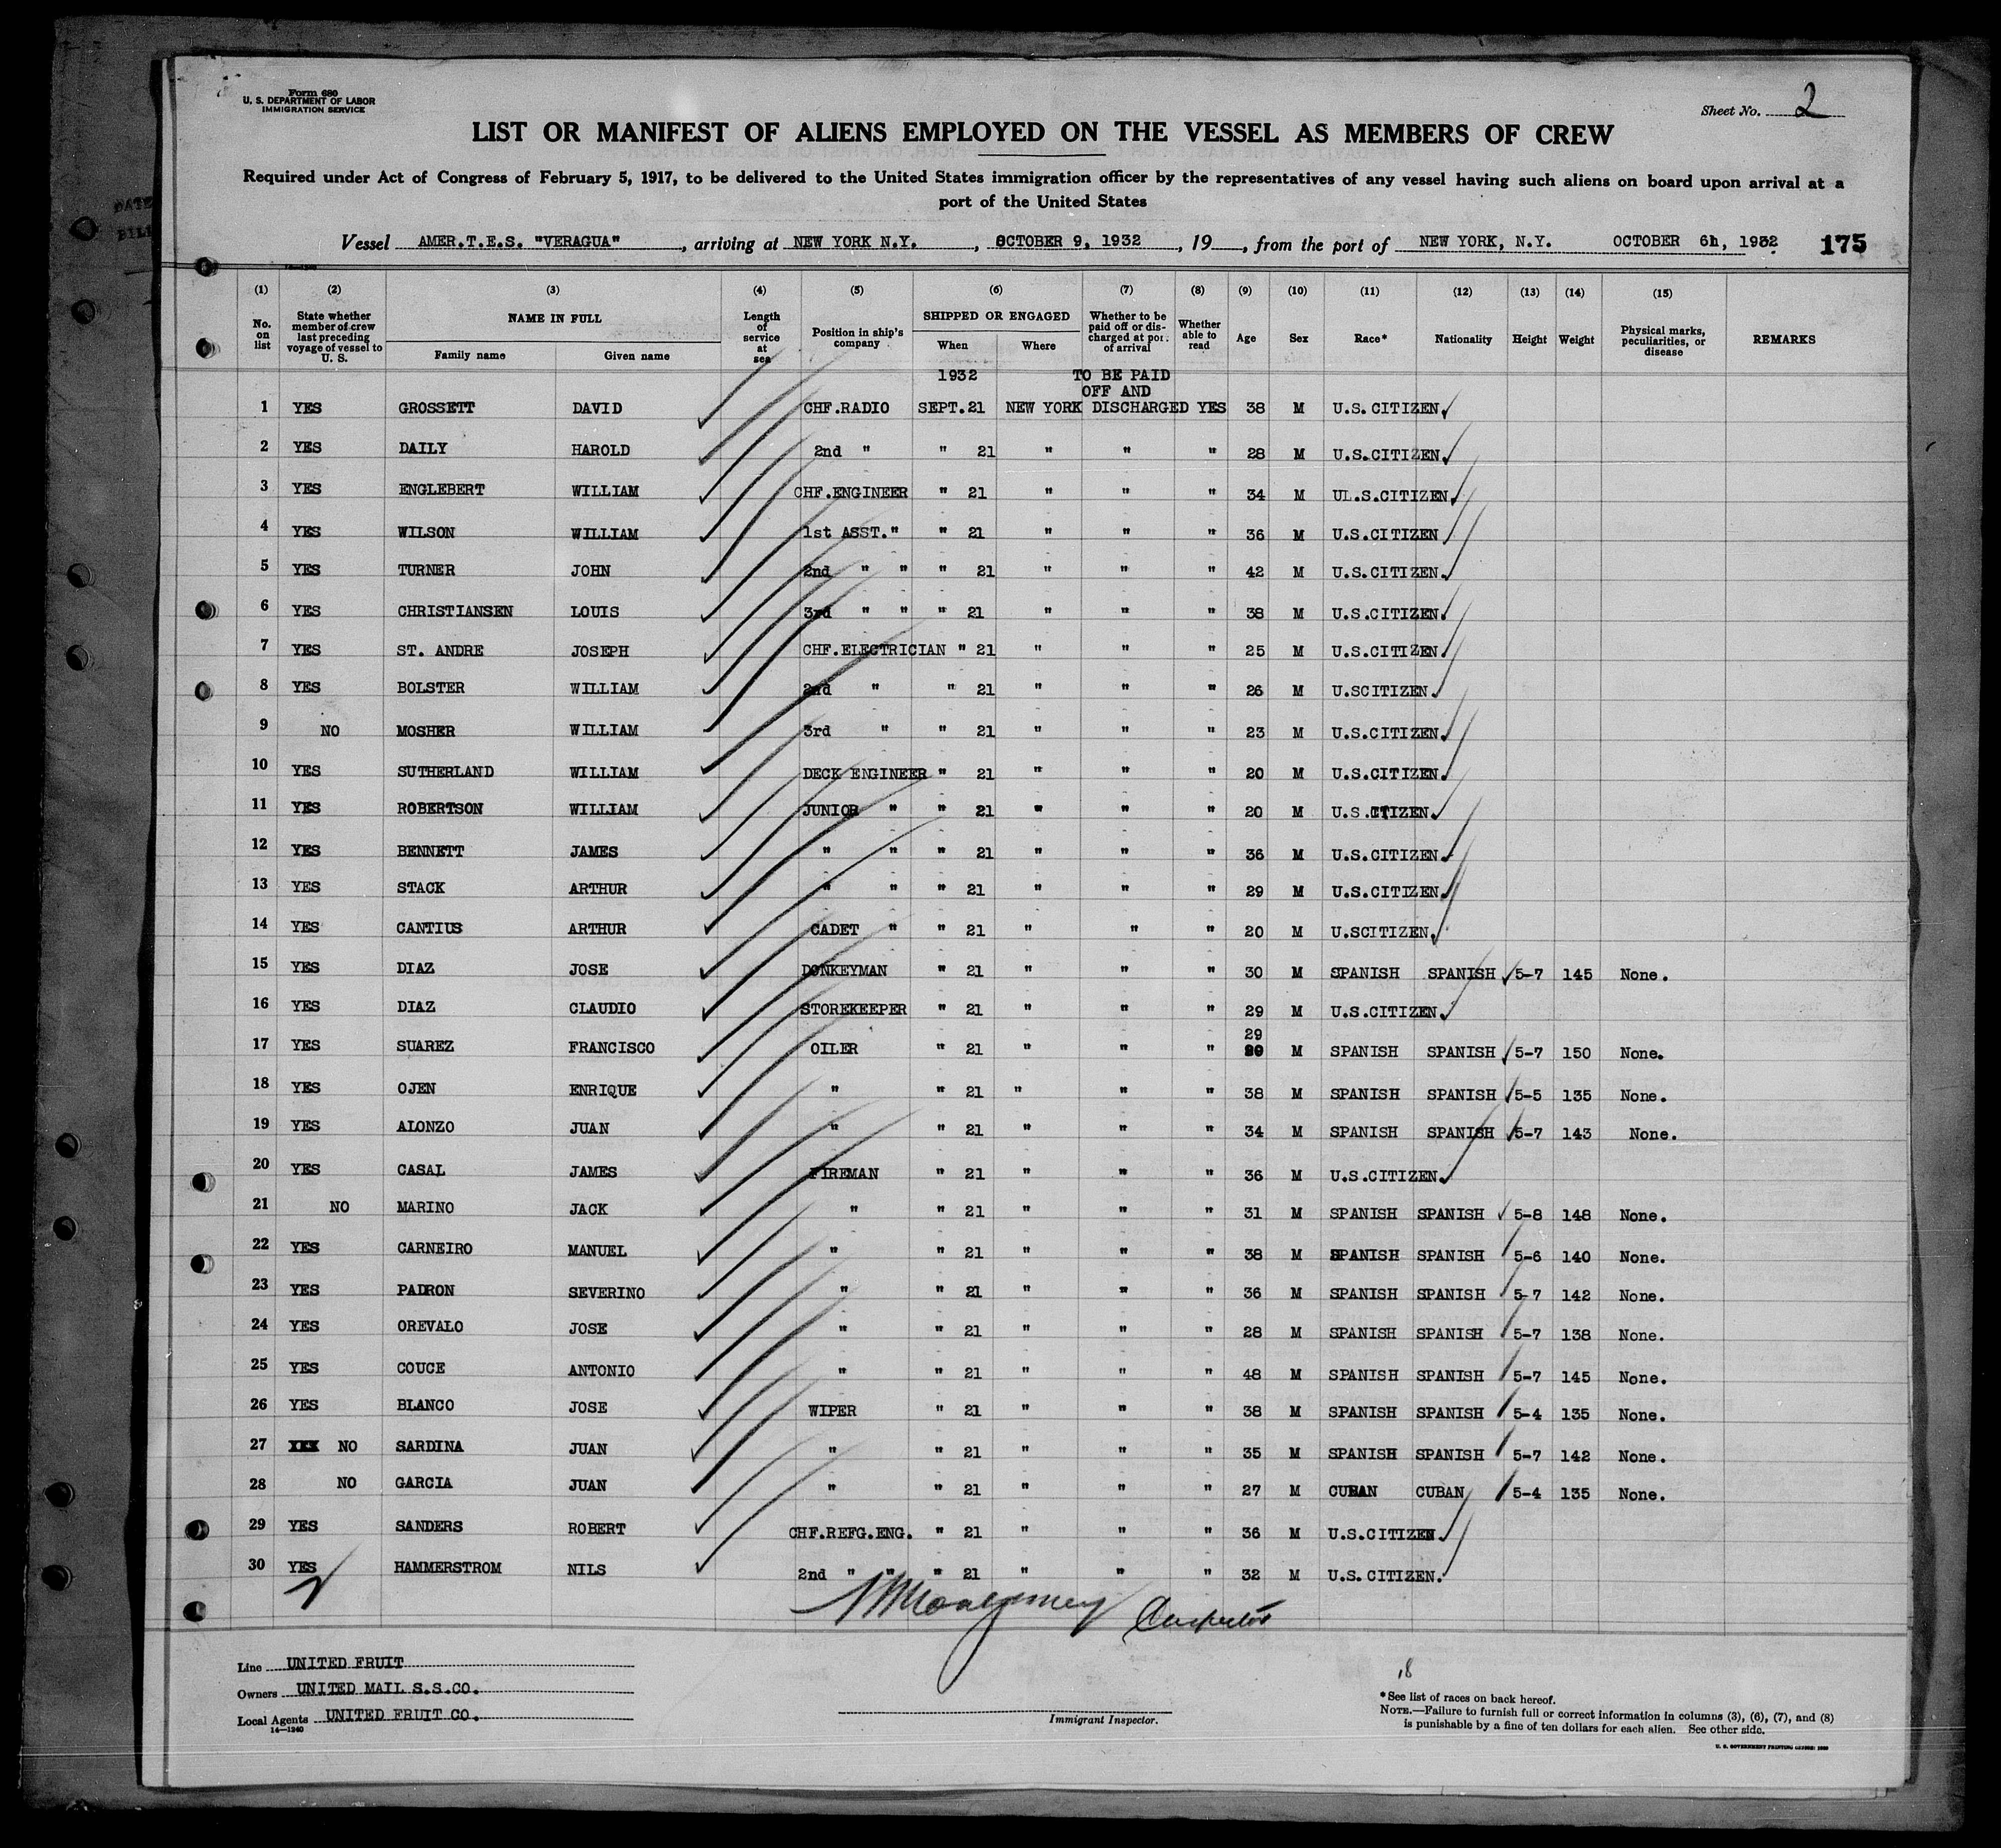 Form 680
U. S. DEPARTMENT OF LABOR
IMMIGRATION SERVICE
Sheet No. 2
LIST OR MANIFEST OF ALIENS EMPLOYED ON THE VESSEL AS MEMBERS OF CREW
Required under Act of Congress of February 5, 1917, to be delivered to the United States immigration officer by the representatives of any vessel having such aliens on board upon arrival at a
port of the United States
Vessel AMER.T.E.S. "VERAGUA", arriving at NEW YORK N.Y., OCTOBER 9, 1932, 19, from the port of NEW YORK, N.Y. OCTOBER 6h, 1932 175
(1) (2) (3) (4) (5) (6) (7) (8) (9) (10) (11) (12) (13) (14) (15)
No. on list State whether member of crew last preceding voyage of vessel to U. S. NAME IN FULL Family name Given name Length of service at sea Position in ship's company SHIPPED OR ENGAGED When Where Whether to be paid off or discharged at port of arrival Whether able to read Age Sex Race* Nationality Height Weight Physical marks, peculiarities, or disease REMARKS
1932 TO BE PAID
OFF AND
1 YES GROSSETT DAVID CHF.RADIO SEPT.21 NEW YORK DISCHARGED YES 38 M U.S.CITIZEN.
2 YES DAILY HAROLD 2nd " " 21 " " " 28 M U.S.CITIZEN.
3 YES ENGLEBERT WILLIAM CHF.ENGINEER " 21 " " " 34 M UL.S.CITIZEN.
4 YES WILSON WILLIAM 1st ASST." " 21 " " " 36 M U.S.CITIZEN
5 YES TURNER JOHN 2nd " " " 21 " " " 42 M U.S.CITIZEN.
6 YES CHRISTIANSEN LOUIS 3rd " " " 21 " " " 38 M U.S.CITIZEN.
7 YES ST. ANDRE JOSEPH CHF.ELECTRICIAN " 21 " " " 25 M U.S.CITIZEN.
8 YES BOLSTER WILLIAM 2nd " " 21 " " " 26 M U.SCITIZEN.
9 NO MOSHER WILLIAM 3rd " " 21 " " " 23 M U.S.CITIZEN.
10 YES SUTHERLAND WILLIAM DECK ENGINEER " 21 " " " 20 M U.S.CITIZEN.
11 YES ROBERTSON WILLIAM JUNIOR " " 21 " " " 20 M U.S.ITIZEN.
12 YES BENNETT JAMES " " " 21 " " " 36 M U.S.CITIZEN.
13 YES STACK ARTHUR " " " 21 " " " 29 M U.S.CITIZEN.
14 YES CANTIUS ARTHUR CADET " " 21 " " " 20 M U.SCITIZEN.
15 YES DIAZ JOSE DONKEYMAN " 21 " " " 30 M SPANISH SPANISH 5-7 145 None.
16 YES DIAZ CLAUDIO STOREKEEPER " 21 " " " 29 M U.S.CITIZEN.
29
17 YES SUAREZ FRANCISCO OILER " 21 " " " M SPANISH SPANISH 5-7 150 None.
18 YES OJEN ENRIQUE " " 21 " " " 38 M SPANISH SPANISH 5-5 135 None.
19 YES ALONZO JUAN " " 21 " " " 34 M SPANISH SPANISH 5-7 143 None.
20 YES CASAL JAMES FIREMAN " 21 " " " 36 M U.S.CITIZEN.
21 NO MARINO JACK " " 21 " " " 31 M SPANISH SPANISH 5-8 148 None.
22 YES CARNEIRO MANUEL " " 21 " " " 38 M SPANISH SPANISH 5-6 140 None.
23 YES PADRON SEVERINO " " 21 " " " 36 M SPANISH SPANISH 5-7 142 None.
24 YES OREVALO JOSE " " 21 " " " 28 M SPANISH SPANISH 5-7 138 None.
25 YES COUCE ANTONIO " " 21 " " " 48 M SPANISH SPANISH 5-7 145 None.
26 YES BLANCO JOSE WIPER " 21 " " " 38 M SPANISH SPANISH 5-4 135 None.
27 NO SARDINA JUAN " " 21 " " " 35 M SPANISH SPANISH 5-7 142 None.
28 NO GARCIA JUAN " " 21 " " " 27 M CUBAN CUBAN 5-4 135 None.
29 YES SANDERS ROBERT CHF.REFG.ENG. " 21 " " " 36 M U.S.CITIZEN.
30 YES HAMMERSTROM NILS 2nd " " " 21 " " " 32 M U.S.CITIZEN.
Montgomery
Line UNITED FRUIT
Owners UNITED MAIL S.S.CO.
Local Agents UNITED FRUIT CO.
14—1940
Immigrant Inspector.
18
*See list of races on back hereof.
NOTE.—Failure to furnish full or correct information in columns (3), (6), (7), and (8)
is punishable by a fine of ten dollars for each alien. See other side.